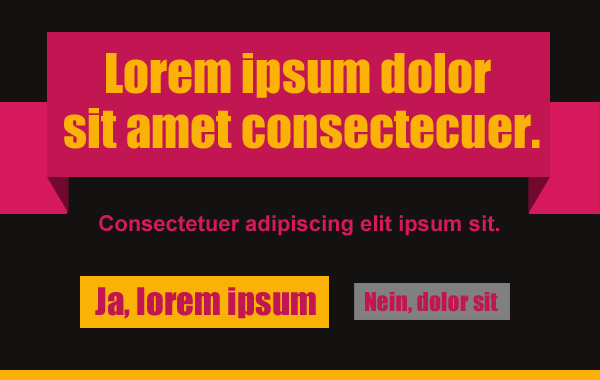 Lorem ipsum dolor
sit amet consectecuer.
Consectetuer adipiscing elit ipsum sit.
Ja, lorem ipsum
Nein, dolor sit